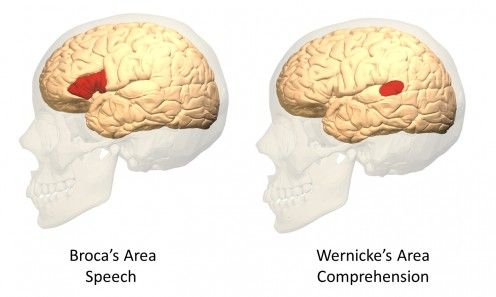 Broca’s Area
Speech
Wernicke’s Area
Comprehension